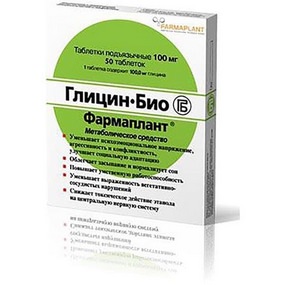 FARMAPLANT
Таблетки подъязычные 100 мг
50 таблеток
1 таблетка содержит 100,0 мг глицина
Глицин•Био ГБ
Фармаплант®
Метаболическое средство
Уменьшает психоэмоциональное напряжение,
агрессивность и конфликтность,
улучшает социальную адаптацию
Облегчает засыпание и нормализует сон
Повышает умственную работоспособность
Уменьшает выраженность вегетативно-
сосудистых нарушений
Снижает токсическое действие этанола
на центральную нервную систему